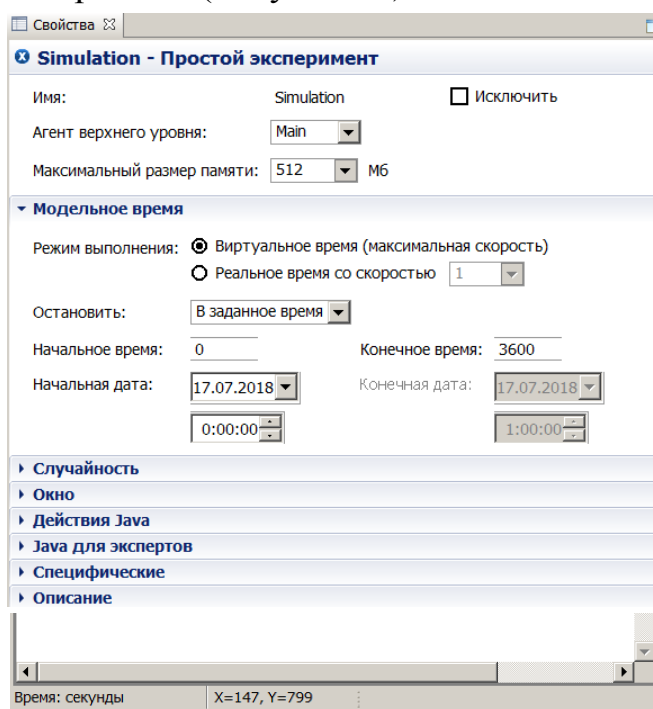 Свойства
Simulation - Простой эксперимент
Имя: Simulation Исключить
Агент верхнего уровня: Main
Максимальный размер памяти: 512 Мб
Модельное время
Режим выполнения: Виртуальное время (максимальная скорость)
Реальное время со скоростью 1
Остановить: В заданное время
Начальное время: 0 Конечное время: 3600
Начальная дата: 17.07.2018 Конечная дата: 17.07.2018
0:00:00 1:00:00
Случайность
Окно
Действия Java
Java для экспертов
Специфические
Описание
Время: секунды X=147, Y=799